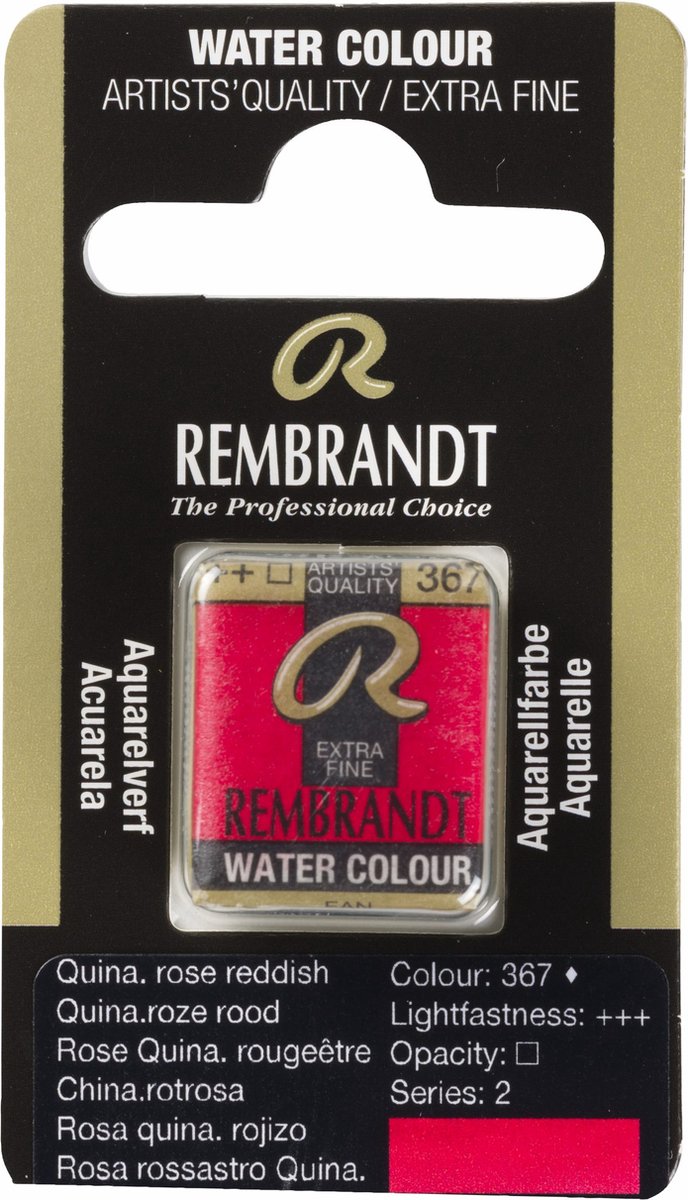 WATER COLOUR
ARTISTS'QUALITY / EXTRA FINE
R
REMBRANDT
The Professional Choice
Aquarelverf
Acuarela
++ □ ARTISTS' QUALITY 367
R
EXTRA
FINE
REMBRANDT
WATER COLOUR
Aquarellfarbe
Aquarelle
Quina. rose reddish
Quina.roze rood
Rose Quina. rougeêtre
China.rotrosa
Rosa quina. rojizo
Rosa rossastro Quina.
Colour: 367 ♦
Lightfastness: +++
Opacity: □
Series: 2